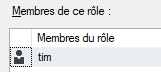 Membres de ce rôle :
Membres du rôle
tim